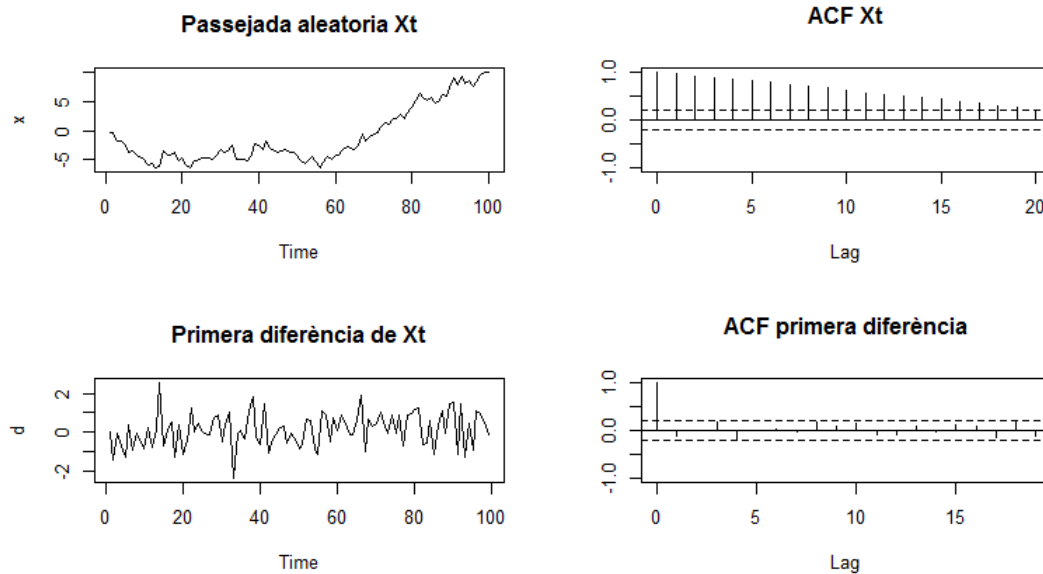 Passejada aleatoria Xt
x
5
0
-5
0 20 40 60 80 100
Time
ACF Xt
1.0
0.0
-1.0
0 5 10 15 20
Lag
Primera diferència de Xt
d
2
0
-2
0 20 40 60 80 100
Time
ACF primera diferència
1.0
0.0
-1.0
0 5 10 15
Lag